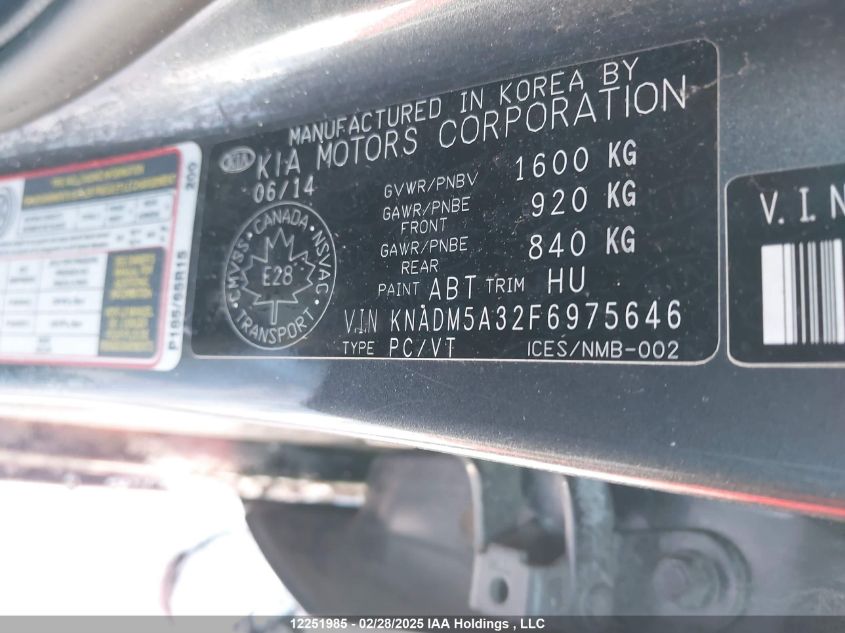 MANUFACTURED IN KOREA BY
KIA KIA MOTORS CORPORATION
06/14
GVWR/PNBV 1600 KG
GAWR/PNBE FRONT 920 KG
GAWR/PNBE REAR 840 KG
PAINT ABT TRIM HU
CMVSS · CANADA · NSVAC
E28
TRANSPORT
V.I.N KNADM5A32F6975646
TYPE PC/VT ICES/NMB-002
P185/65R15
200
V.I.N
12251985 - 02/28/2025 IAA Holdings , LLC